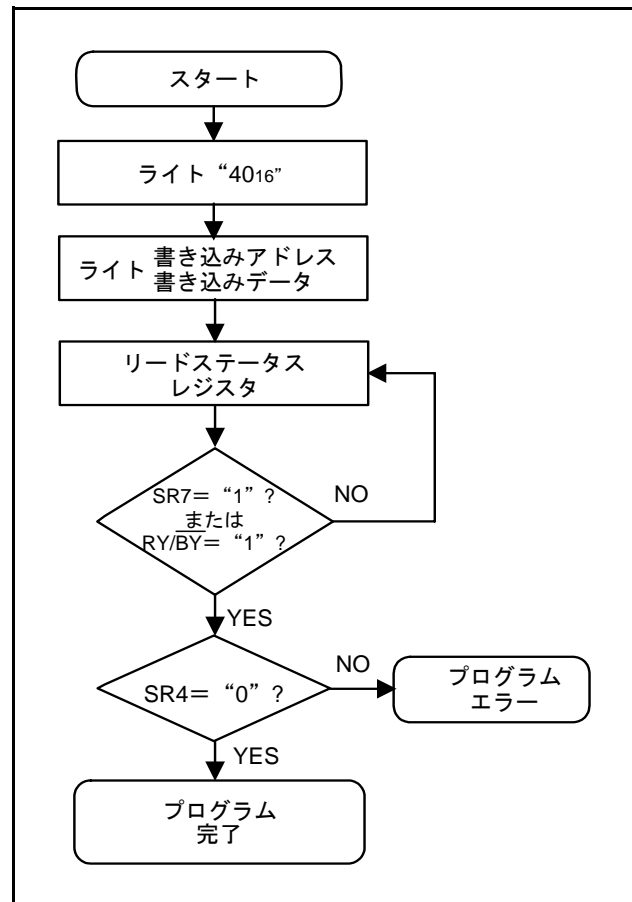 スタート
ライト “4016”
ライト 書き込みアドレス
書き込みデータ
リードステータス
レジスタ
SR7= “1” ?
または
RY/BY= “1” ?
NO
YES
SR4= “0” ?
NO
プログラム
エラー
YES
プログラム
完了